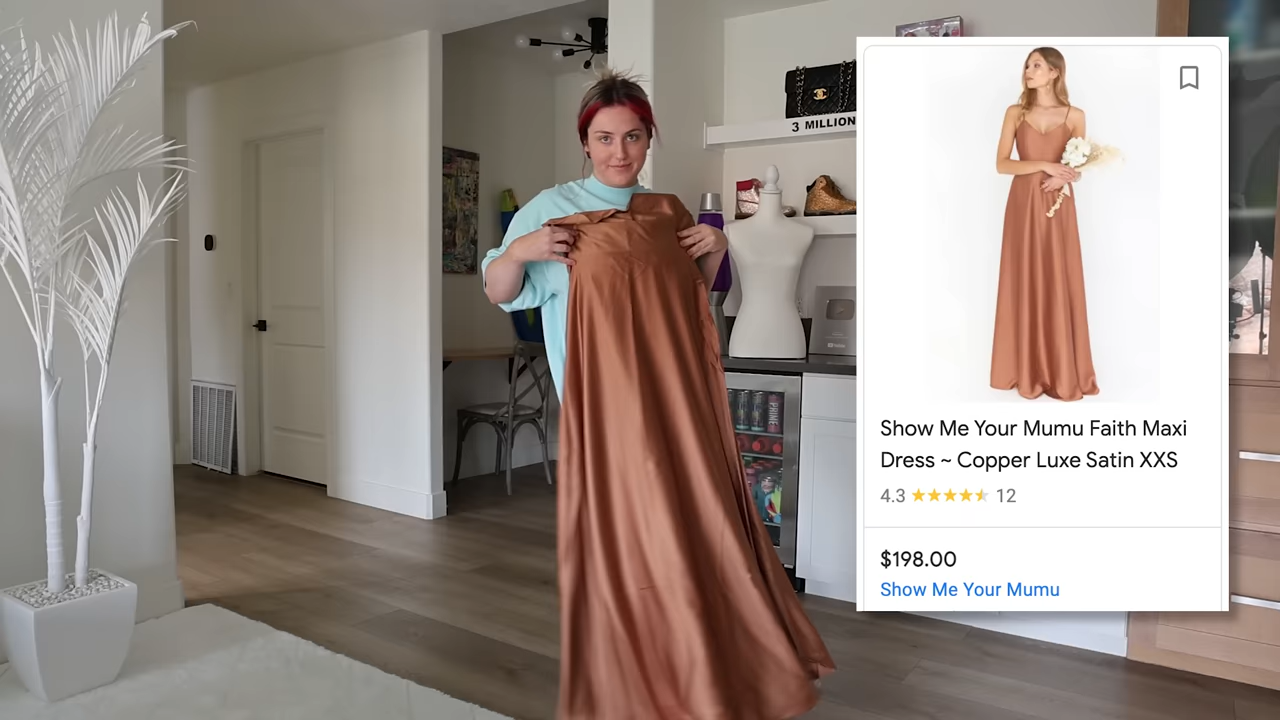 3 MILLION
PRIME
Show Me Your Mumu Faith Maxi
Dress ~ Copper Luxe Satin XXS
4.3
12
$198.00
Show Me Your Mumu